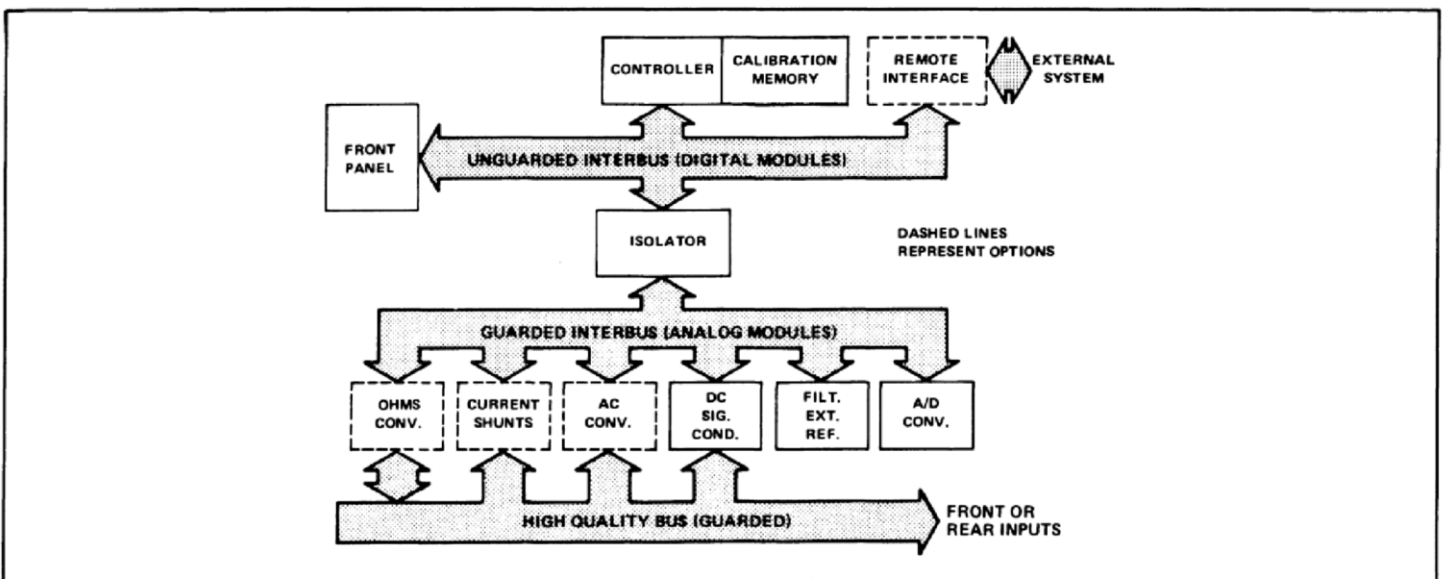 CONTROLLER
CALIBRATION
MEMORY
REMOTE
INTERFACE
EXTERNAL
SYSTEM
FRONT
PANEL
UNGUARDED INTERBUS (DIGITAL MODULES)
ISOLATOR
DASHED LINES
REPRESENT OPTIONS
GUARDED INTERBUS (ANALOG MODULES)
OHMS
CONV.
CURRENT
SHUNTS
AC
CONV.
DC
SIG.
COND.
FILT.
EXT.
REF.
A/D
CONV.
HIGH QUALITY BUS (GUARDED)
FRONT OR
REAR INPUTS